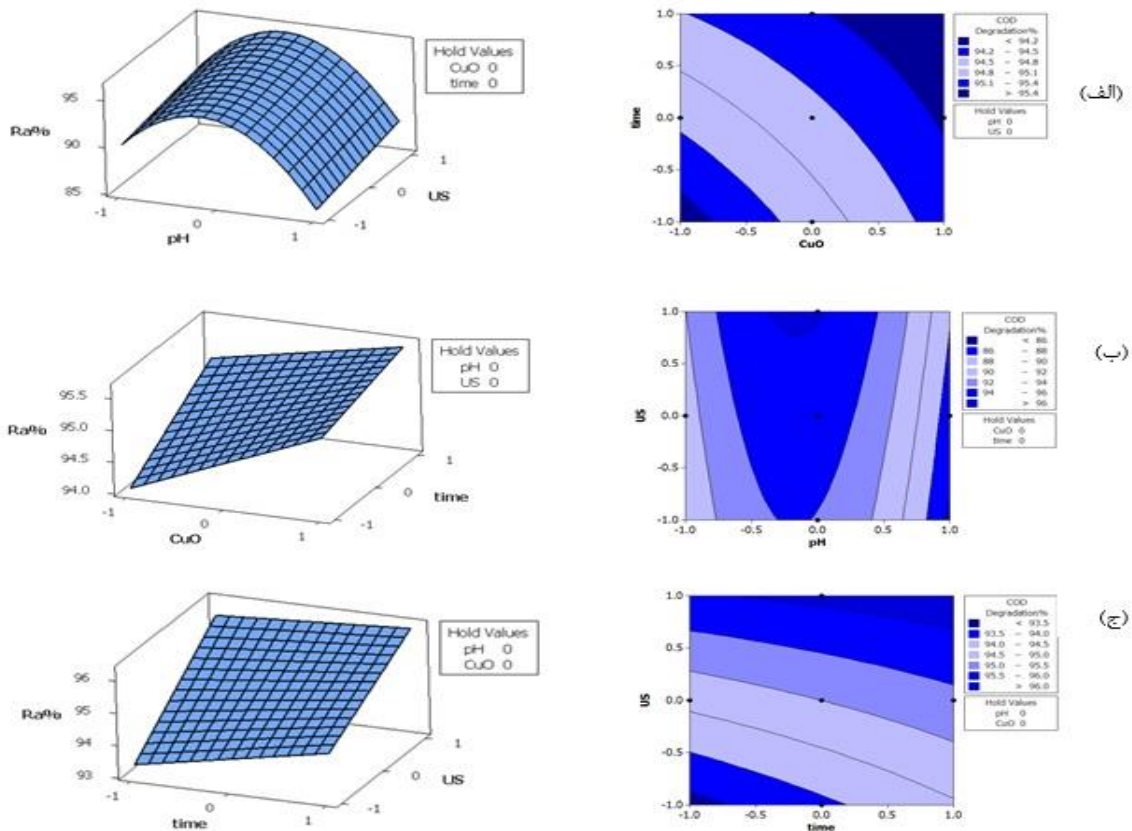 95
90
85
Ra%
-1
0
1
pH
-1
0
1
US
Hold Values
CuO 0
time 0
1.0
0.5
0.0
-0.5
-1.0
time
-1.0 -0.5 0.0 0.5 1.0
CuO
COD
Degradation%
< 94.2
94.2 – 94.5
94.5 – 94.8
94.8 – 95.1
95.1 – 95.4
> 95.4
Hold Values
pH 0
US 0
(الف)
95.5
95.0
94.5
94.0
Ra%
-1
0
1
CuO
-1
0
1
time
Hold Values
pH 0
US 0
1.0
0.5
0.0
-0.5
-1.0
US
-1.0 -0.5 0.0 0.5 1.0
pH
COD
Degradation%
< 86
86 – 88
88 – 90
90 – 92
92 – 94
94 – 96
> 96
Hold Values
CuO 0
time 0
(ب)
96
95
94
93
Ra%
-1
0
1
time
-1
0
1
US
Hold Values
pH 0
CuO 0
1.0
0.5
0.0
-0.5
-1.0
US
-1.0 -0.5 0.0 0.5 1.0
time
COD
Degradation%
< 93.5
93.5 – 94.0
94.0 – 94.5
94.5 – 95.0
95.0 – 95.5
95.5 – 96.0
> 96.0
Hold Values
pH 0
CuO 0
(ج)